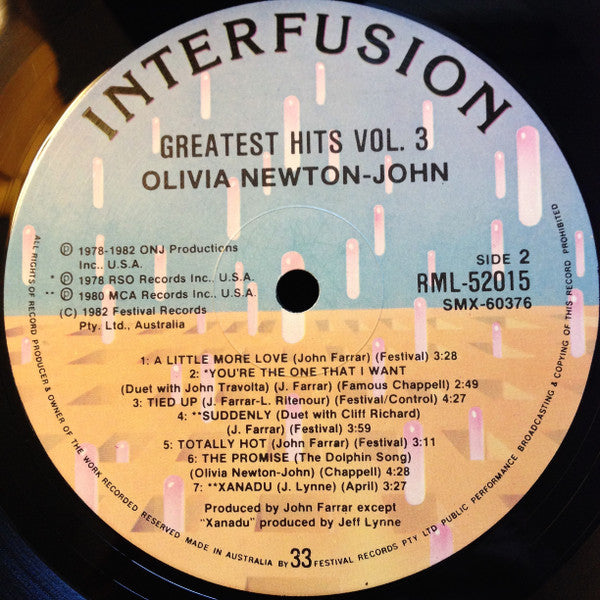 INTERFUSION
GREATEST HITS VOL. 3
OLIVIA NEWTON-JOHN
Ⓟ 1978-1982 ONJ Productions
Inc., U.S.A.
* Ⓟ 1978 RSO Records Inc., U.S.A.
** Ⓟ 1980 MCA Records Inc., U.S.A.
(C) 1982 Festival Records
Pty. Ltd., Australia
SIDE 2
RML-52015
SMX-60376
1: A LITTLE MORE LOVE (John Farrar) (Festival) 3:28
2: *YOU'RE THE ONE THAT I WANT
(Duet with John Travolta) (J. Farrar) (Famous Chappell) 2:49
3: TIED UP (J. Farrar-L. Ritenour) (Festival/Control) 4:27
4: **SUDDENLY (Duet with Cliff Richard)
(J. Farrar) (Festival) 3:59
5: TOTALLY HOT (John Farrar) (Festival) 3:11
6: THE PROMISE (The Dolphin Song)
(Olivia Newton-John) (Chappell) 4:28
7: **XANADU (J. Lynne) (April) 3:27
Produced by John Farrar except
"Xanadu" produced by Jeff Lynne
33
ALL RIGHTS OF RECORD PRODUCER & OWNER OF THE WORK RECORDED RESERVED MADE IN AUSTRALIA BY FESTIVAL RECORDS PTY LTD PUBLIC PERFORMANCE BROADCASTING & COPYING OF THIS RECORD PROHIBITED